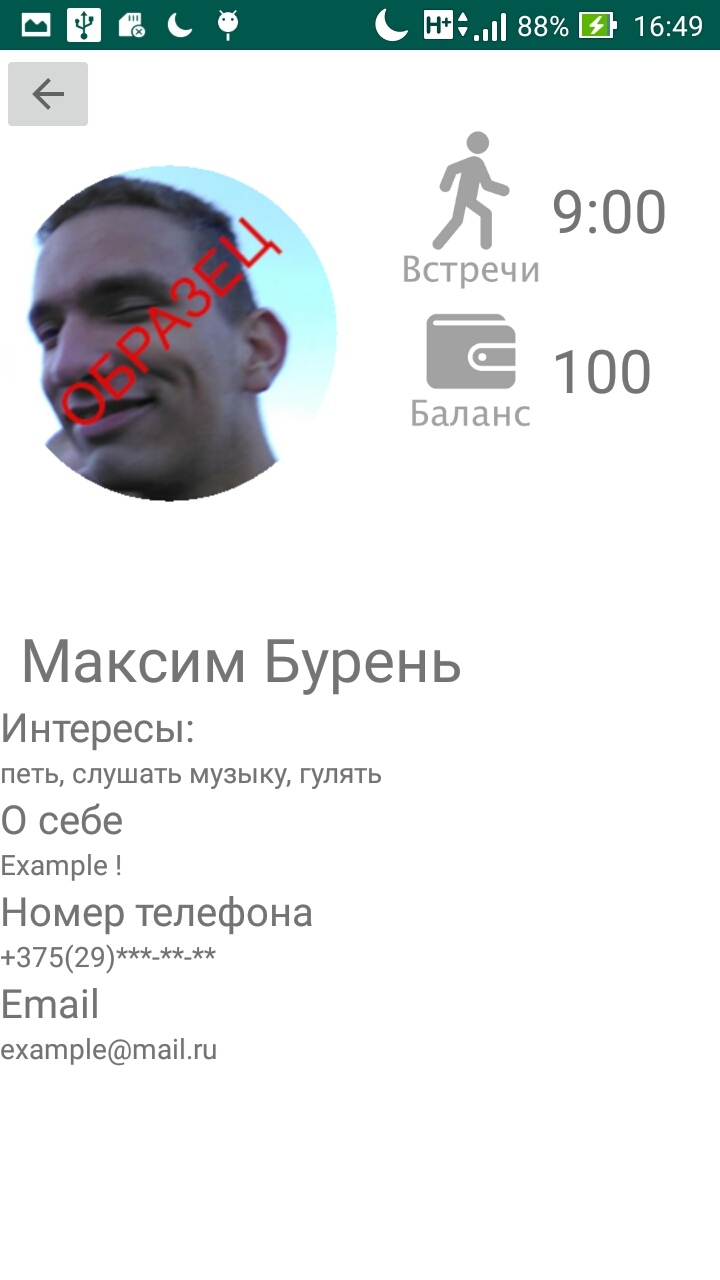 H+ 88% 16:49
ОБРАЗЕЦ
9:00
Встречи
100
Баланс
Максим Бурень
Интересы:
петь, слушать музыку, гулять
О себе
Example !
Номер телефона
+375(29)***-**-**
Email
example@mail.ru